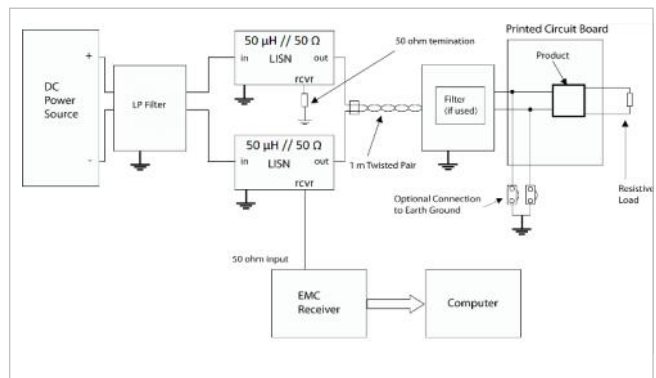 Printed Circuit Board
50 µH // 50 Ω
LISN
in
out
rcvr
50 ohm temination
Product
DC
Power
Source
+
-
LP Filter
Filter
(if used)
50 µH // 50 Ω
LISN
in
out
rcvr
1 m Twisted Pair
Optional Connection
to Earth Ground
Resistive
Load
50 ohm input
EMC
Receiver
Computer